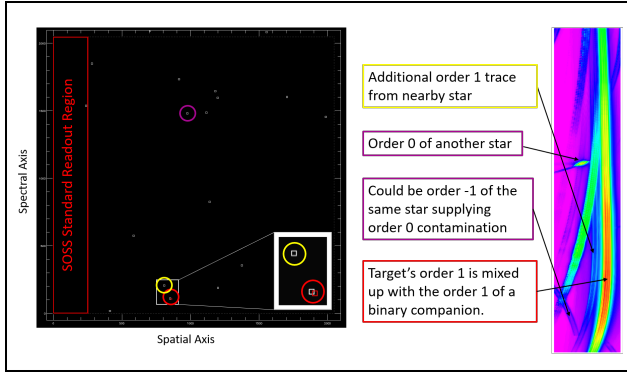 SOSS Standard Readout Region
Spectral Axis
Spatial Axis
Additional order 1 trace
from nearby star
Order 0 of another star
Could be order -1 of the
same star supplying
order 0 contamination
Target's order 1 is mixed
up with the order 1 of a
binary companion.